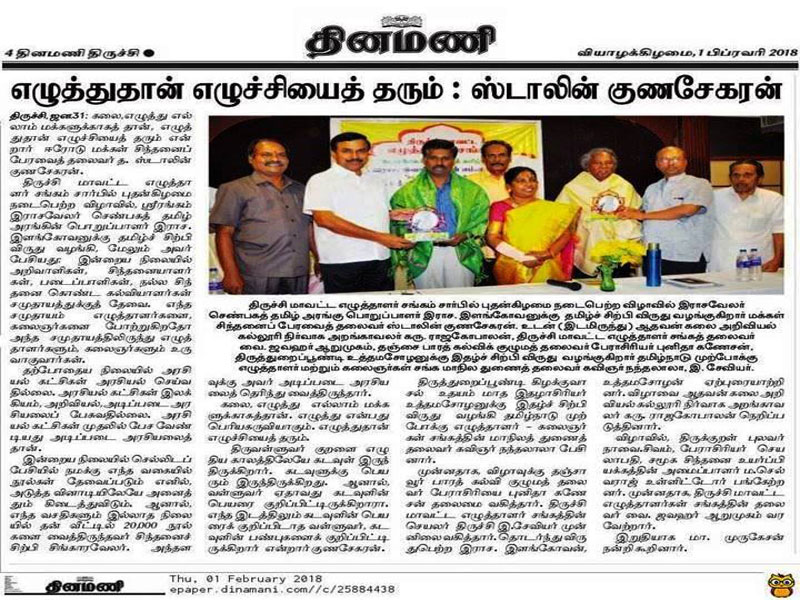 4 தினமணி திருச்சி ●
தினமணி
வியாழக்கிழமை, 1 பிப்ரவரி 2018
எழுத்துதான் எழுச்சியைத் தரும் : ஸ்டாலின் குணசேகரன்
திருச்சி, ஜன31: கலை,எழுத்து எல்
லாம் மக்களுக்காகத் தான், எழுத்
துதான் எழுச்சியைத் தரும் என்
றார் ஈரோடு மக்கள் சிந்தனைப்
பேரவைத் தலைவர் த. ஸ்டாலின்
குணசேகரன்.
திருச்சி மாவட்ட எழுத்தா
ளர் சங்கம் சார்பில் புதன்கிழமை
நடைபெற்ற விழாவில், ஸ்ரீரங்கம்
இராசவேலர் செண்பகத் தமிழ்
அரங்கின் பொறுப்பாளர் இராச.
இளங்கோவனுக்கு தமிழ்ச் சிற்பி
விருது வழங்கி, மேலும் அவர்
பேசியது: இன்றைய நிலையில்
அறிவாளிகள், சிந்தனையாளர்
கள், படைப்பாளிகள், நல்ல சிந்
தனை கொண்ட கல்வியாளர்கள்
சமுதாயத்துக்குத் தேவை. எந்த
சமுதாயம் எழுத்தாளர்களை,
கலைஞர்களை போற்றுகிறதோ
அந்த சமுதாயத்திலிருந்து எழுத்
தாளர்களும், கலைஞர்களும் உரு
வாகுவார்கள்.
தற்போதைய நிலையில் அரசி
யல் கட்சிகள் அரசியல் செய்வ
தில்லை. அரசியல் கட்சிகள் இலக்
கியம், அறிவியல்,அடிப்படை அர
சியலைப் பேசுவதில்லை. அரசி
யல் கட்சிகள் முதலில் பேச வேண்
டியது அடிப்படை அரசியலைத்
தான்.
இன்றைய நிலையில் செல்லிடப்
பேசியில் நமக்கு எந்த வகையில்
நூல்கள் தேவைப்படும் எனில்,
அடுத்த வினாடியிலேயே அனைத்
தும் கிடைத்துவிடும். ஆனால்,
எந்த வசதிகளும் இல்லாத நிலை
யில் தன் வீட்டில் 20,000 நூல்
களை வைத்திருந்தவர் சிந்தனைச்
சிற்பி சிங்காரவேலர். அந்தள
திருச்சி மாவட்ட எழுத்தாளர் சங்கம் சார்பில் புதன்கிழமை நடைபெற்ற விழாவில் இராசவேலர்
செண்பகத் தமிழ் அரங்கு பொறுப்பாளர் இராச. இளங்கோவனுக்கு தமிழ்ச் சிற்பி விருது வழங்குகிறார் மக்கள்
சிந்தனைப் பேரவைத் தலைவர் ஸ்டாலின் குணசேகரன். உடன் (இடமிருந்து) ஆதவன் கலை அறிவியல்
கல்லூரி நிர்வாக அறங்காவலர் கரு. ராஜகோபாலன், திருச்சி மாவட்ட எழுத்தாளர் சங்கத் தலைவர்
வை. ஜவஹர் ஆறுமுகம், தஞ்சை பாரத் கல்விக் குழுமத் தலைவர் பேராசிரியர் புனிதா கணேசன்,
திருத்துறைப்பூண்டி உத்தமசோழனுக்கு இதழ்ச் சிற்பி விருது வழங்குகிறார் தமிழ்நாடு முற்போக்கு
எழுத்தாளர் மற்றும் கலைஞர்கள் சங்க மாநில துணைத் தலைவர் கவிஞர் நந்தலாலா, இ. சேவியர்.
வுக்கு அவர் அடிப்படை அரசிய
லைத் தெரிந்து வைத்திருந்தார்.
கலை, எழுத்து எல்லாம் மக்க
ளுக்காகத்தான். எழுத்து என்பது
பெரியகருவியாகும். எழுத்துதான்
எழுச்சியைத் தரும்.
திருவள்ளுவர் குறளை எழு
திய காலத்திலேயே கடவுள் இருந்
திருக்கிறார். கடவுளுக்கு பெய
ரும் இருந்திருக்கிறது. ஆனால்,
வள்ளுவர் ஏதாவது கடவுளின்
பெயரை குறிப்பிட்டிருக்கிறாரா.
எந்த இடத்திலும் கடவுளின் பெய
ரைக் குறிப்பிடாத வள்ளுவர், கட
வுளின் பண்புகளைக் குறிப்பிட்டி
ருக்கிறார் என்றார் குணசேகரன்.
திருத்துறைப்பூண்டி கிழக்குவா
சல் உதயம் மாத இதழாசிரியர்
உத்தமசோழனுக்கு இதழ்ச் சிற்பி
விருது வழங்கி தமிழ்நாடு முற்
போக்கு எழுத்தாளர் - கலைஞர்
கள் சங்கத்தின் மாநிலத் துணைத்
தலைவர் கவிஞர் நந்தலாலா பேசி
னார்.
முன்னதாக, விழாவுக்கு தஞ்சா
வூர் பாரத் கல்வி குழுமத் தலை
வர் பேராசிரியை புனிதா கணே
சன் தலைமை வகித்தார். திருச்சி
மாவட்ட எழுத்தாளர் சங்கத்தின்
செயலர் திருச்சி இ.சேவியர் முன்
னிலை வகித்தார். தொடர்ந்து விரு
துபெற்ற இராச. இளங்கோவன்,
உத்தமசோழன் ஏற்புரையாற்றி
னர். விழாவை ஆதவன் கலை அறி
வியல் கல்லூரி நிர்வாக அறங்காவ
லர் கரு. ராஜகோபாலன் நெறிப்ப
டுத்தினார்.
விழாவில், திருக்குறள் புலவர்
நாவை.சிவம், பேராசிரியர் செய
லாபதி, சமூக சிந்தனை உயர்ப்பி
யக்கத்தின் அமைப்பாளர் ம.செல்
வராஜ் உள்ளிட்டோர் பங்கேற்ற
னர். முன்னதாக, திருச்சி மாவட்ட
எழுத்தாளர்கள் சங்கத்தின் தலை
வர் வை. ஜவஹர் ஆறுமுகம் வர
வேற்றார்.
இறுதியாக மா. முருகேசன்
நன்றி கூறினார்.
தினமணி
Thu, 01 February 2018
epaper.dinamani.com//c/25884438